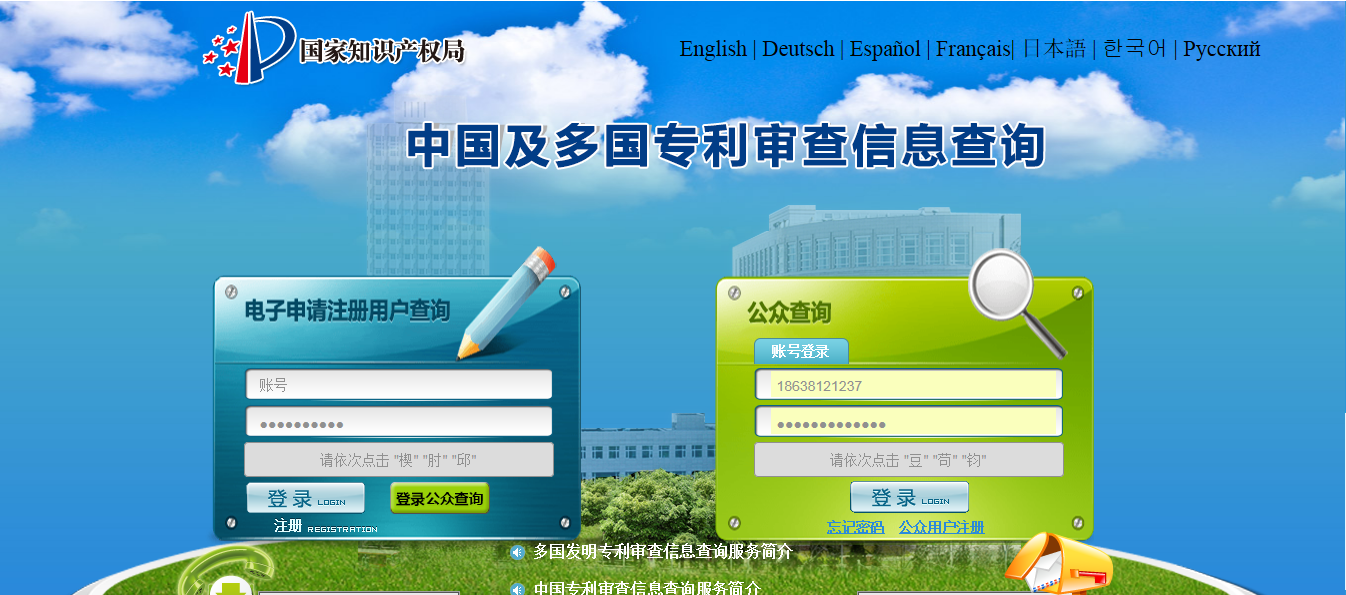 国家知识产权局
English | Deutsch | Español | Français| 日本語 | 한국어 | Русский
中国及多国专利审查信息查询
电子申请注册用户查询
账号
••••••••••
请依次点击 "楔" "肘" "邱"
登录 LOGIN
登录公众查询
注册 REGISTRATION
公众查询
账号登录
18638121237
•••••••••••••
请依次点击 "豆" "苟" "钧"
登录 LOGIN
忘记密码 公众用户注册
多国发明专利审查信息查询服务简介
中国专利审查信息查询服务简介